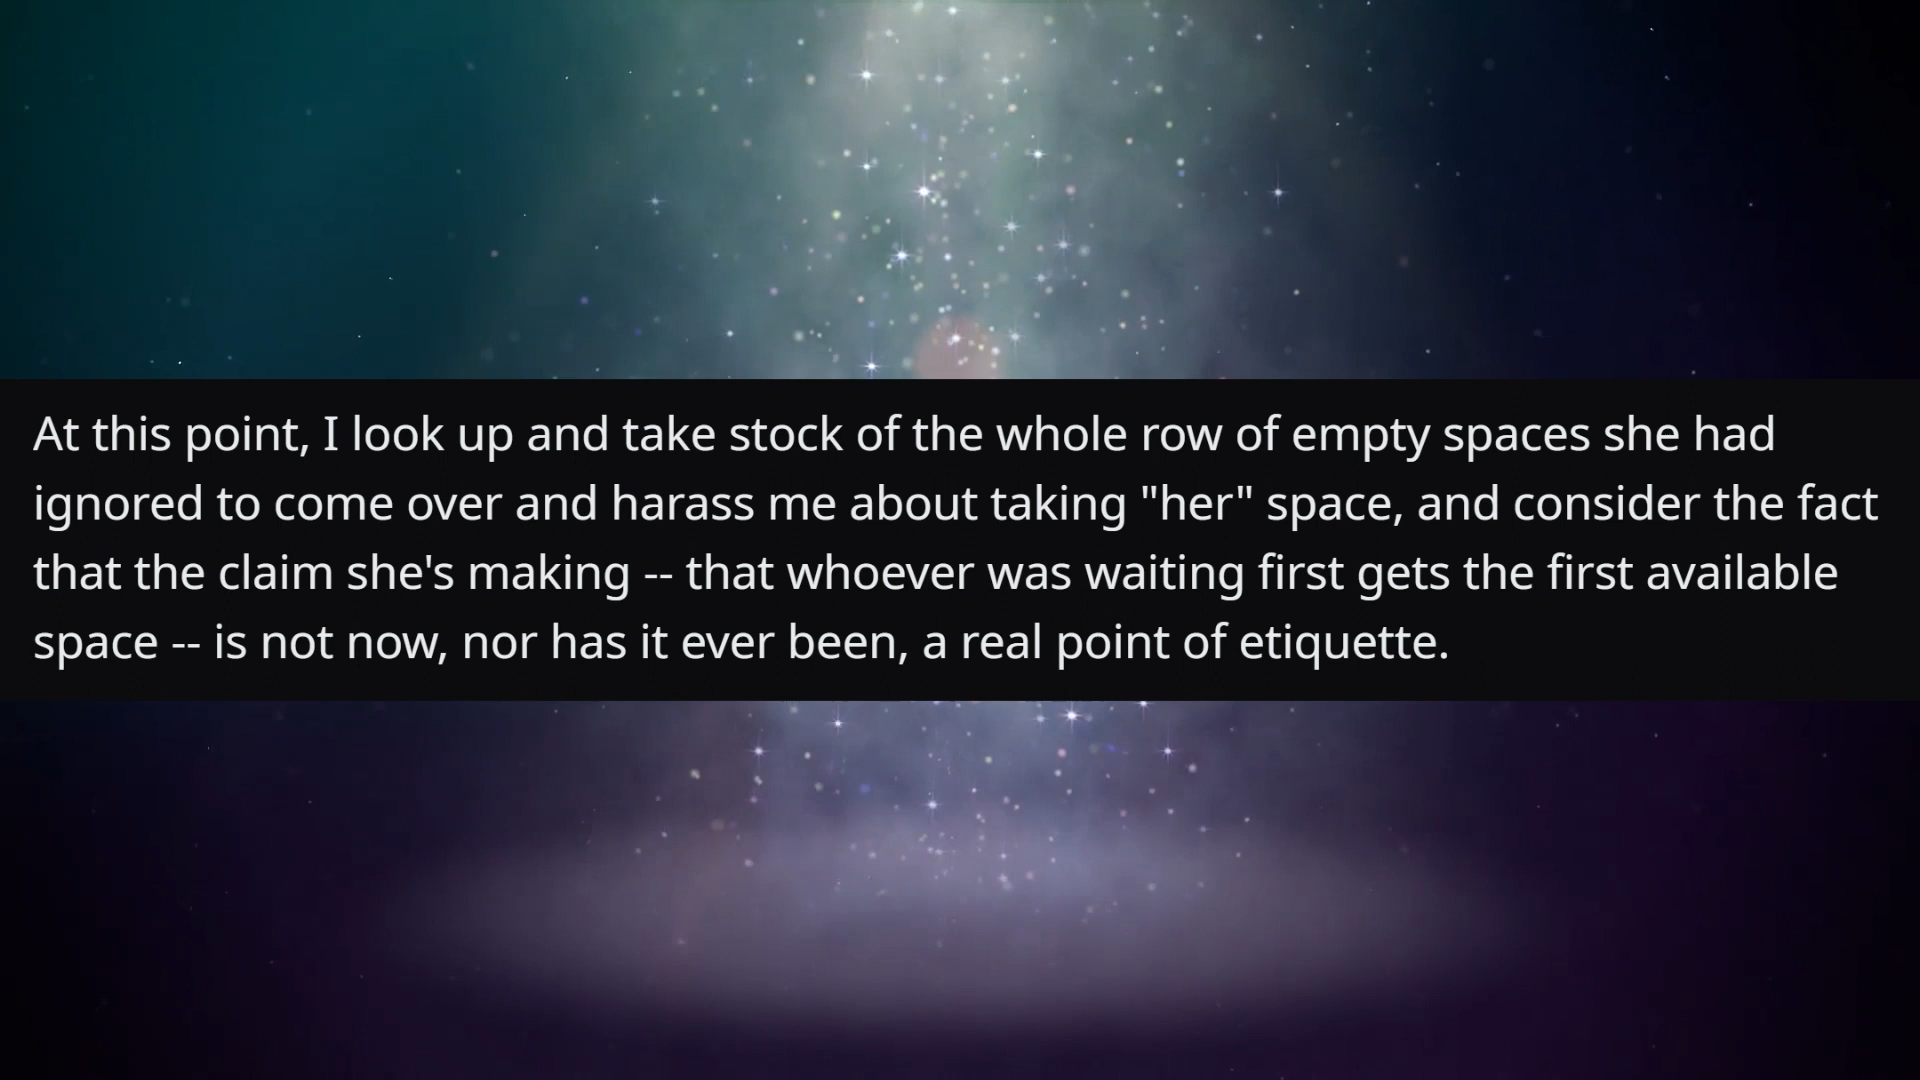 At this point, I look up and take stock of the whole row of empty spaces she had
ignored to come over and harass me about taking "her" space, and consider the fact
that the claim she's making -- that whoever was waiting first gets the first available
space -- is not now, nor has it ever been, a real point of etiquette.